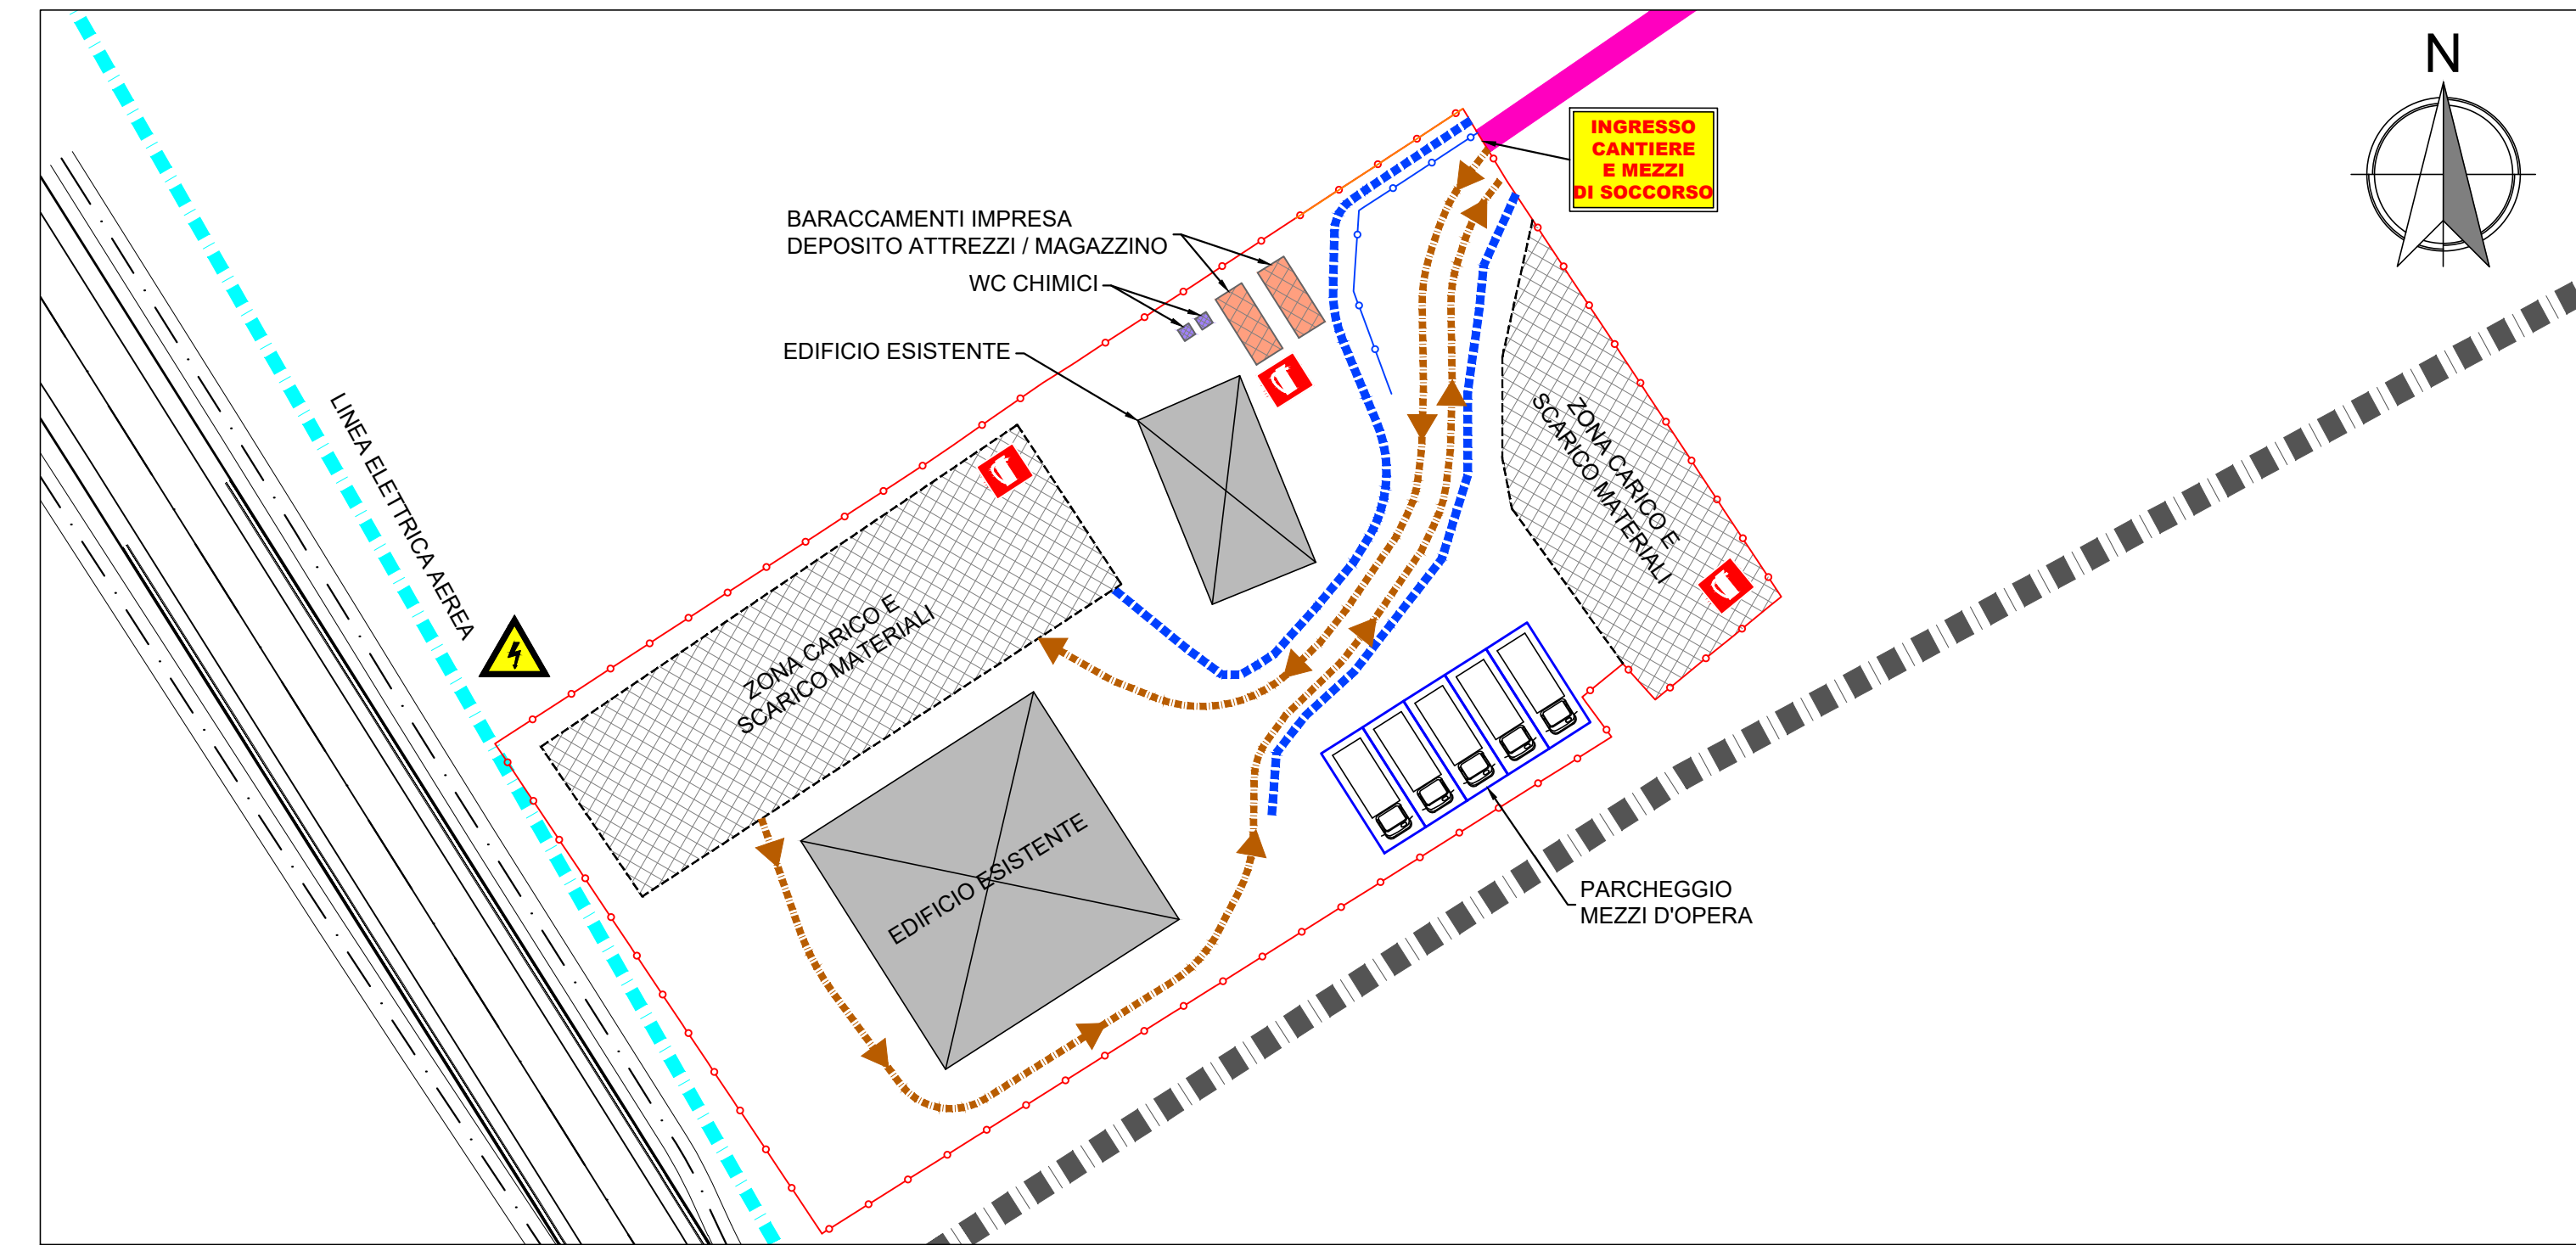 N
INGRESSO
CANTIERE
E MEZZI
DI SOCCORSO
BARACCAMENTI IMPRESA
DEPOSITO ATTREZZI / MAGAZZINO
WC CHIMICI
EDIFICIO ESISTENTE
LINEA ELETTRICA AEREA
ZONA CARICO E
SCARICO MATERIALI
ZONA CARICO E
SCARICO MATERIALI
EDIFICIO ESISTENTE
PARCHEGGIO
MEZZI D'OPERA